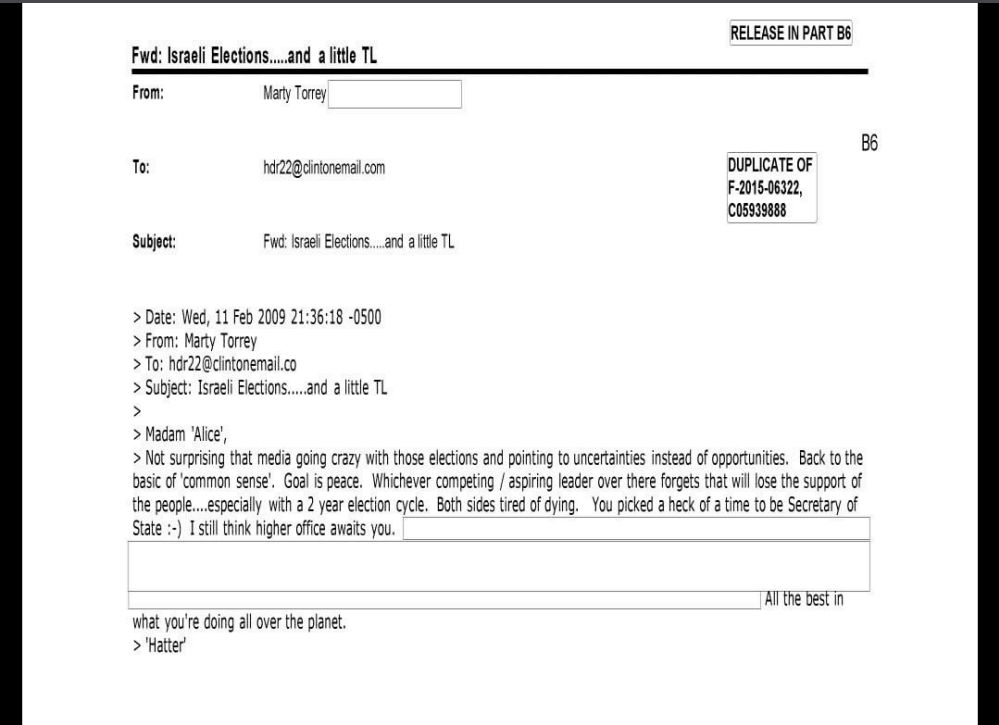 RELEASE IN PART B6
Fwd: Israeli Elections.....and a little TL
From: Marty Torrey
B6
To: hdr22@clintonemail.com
DUPLICATE OF
F-2015-06322,
C05939888
Subject: Fwd: Israeli Elections.....and a little TL
> Date: Wed, 11 Feb 2009 21:36:18 -0500
> From: Marty Torrey
> To: hdr22@clintonemail.co
> Subject: Israeli Elections.....and a little TL
>
> Madam 'Alice',
> Not surprising that media going crazy with those elections and pointing to uncertainties instead of opportunities. Back to the
basic of 'common sense'. Goal is peace. Whichever competing / aspiring leader over there forgets that will lose the support of
the people....especially with a 2 year election cycle. Both sides tired of dying. You picked a heck of a time to be Secretary of
State :-) I still think higher office awaits you.
All the best in
what you're doing all over the planet.
> 'Hatter'